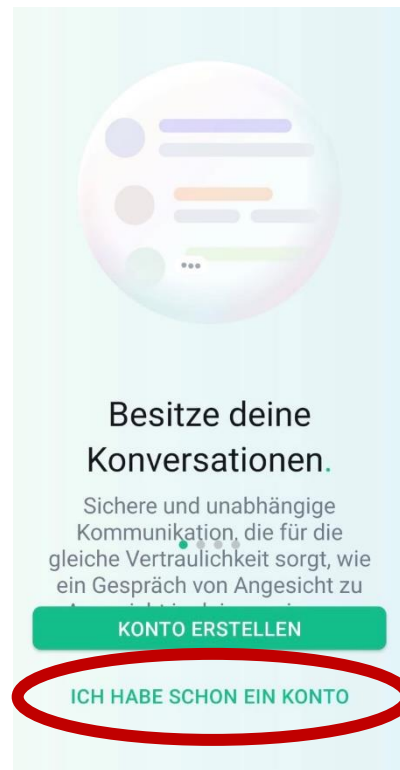 Besitze deine
Konversationen.
Sichere und unabhängige
Kommunikation, die für die
gleiche Vertraulichkeit sorgt, wie
ein Gespräch von Angesicht zu
KONTO ERSTELLEN
ICH HABE SCHON EIN KONTO